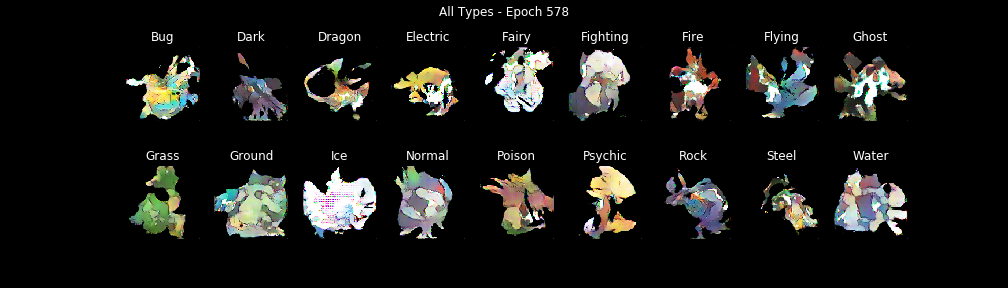 All Types - Epoch 578
Bug Dark Dragon Electric Fairy Fighting Fire Flying Ghost
Grass Ground Ice Normal Poison Psychic Rock Steel Water